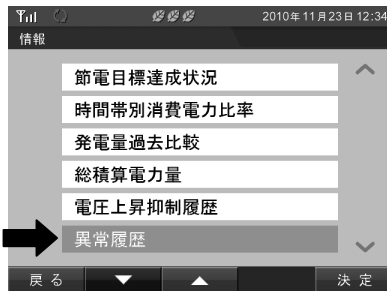 2010年11月23日 12:34
情報
節電目標達成状況
時間帯別消費電力比率
発電量過去比較
総積算電力量
電圧上昇抑制履歴
異常履歴
戻る
決定